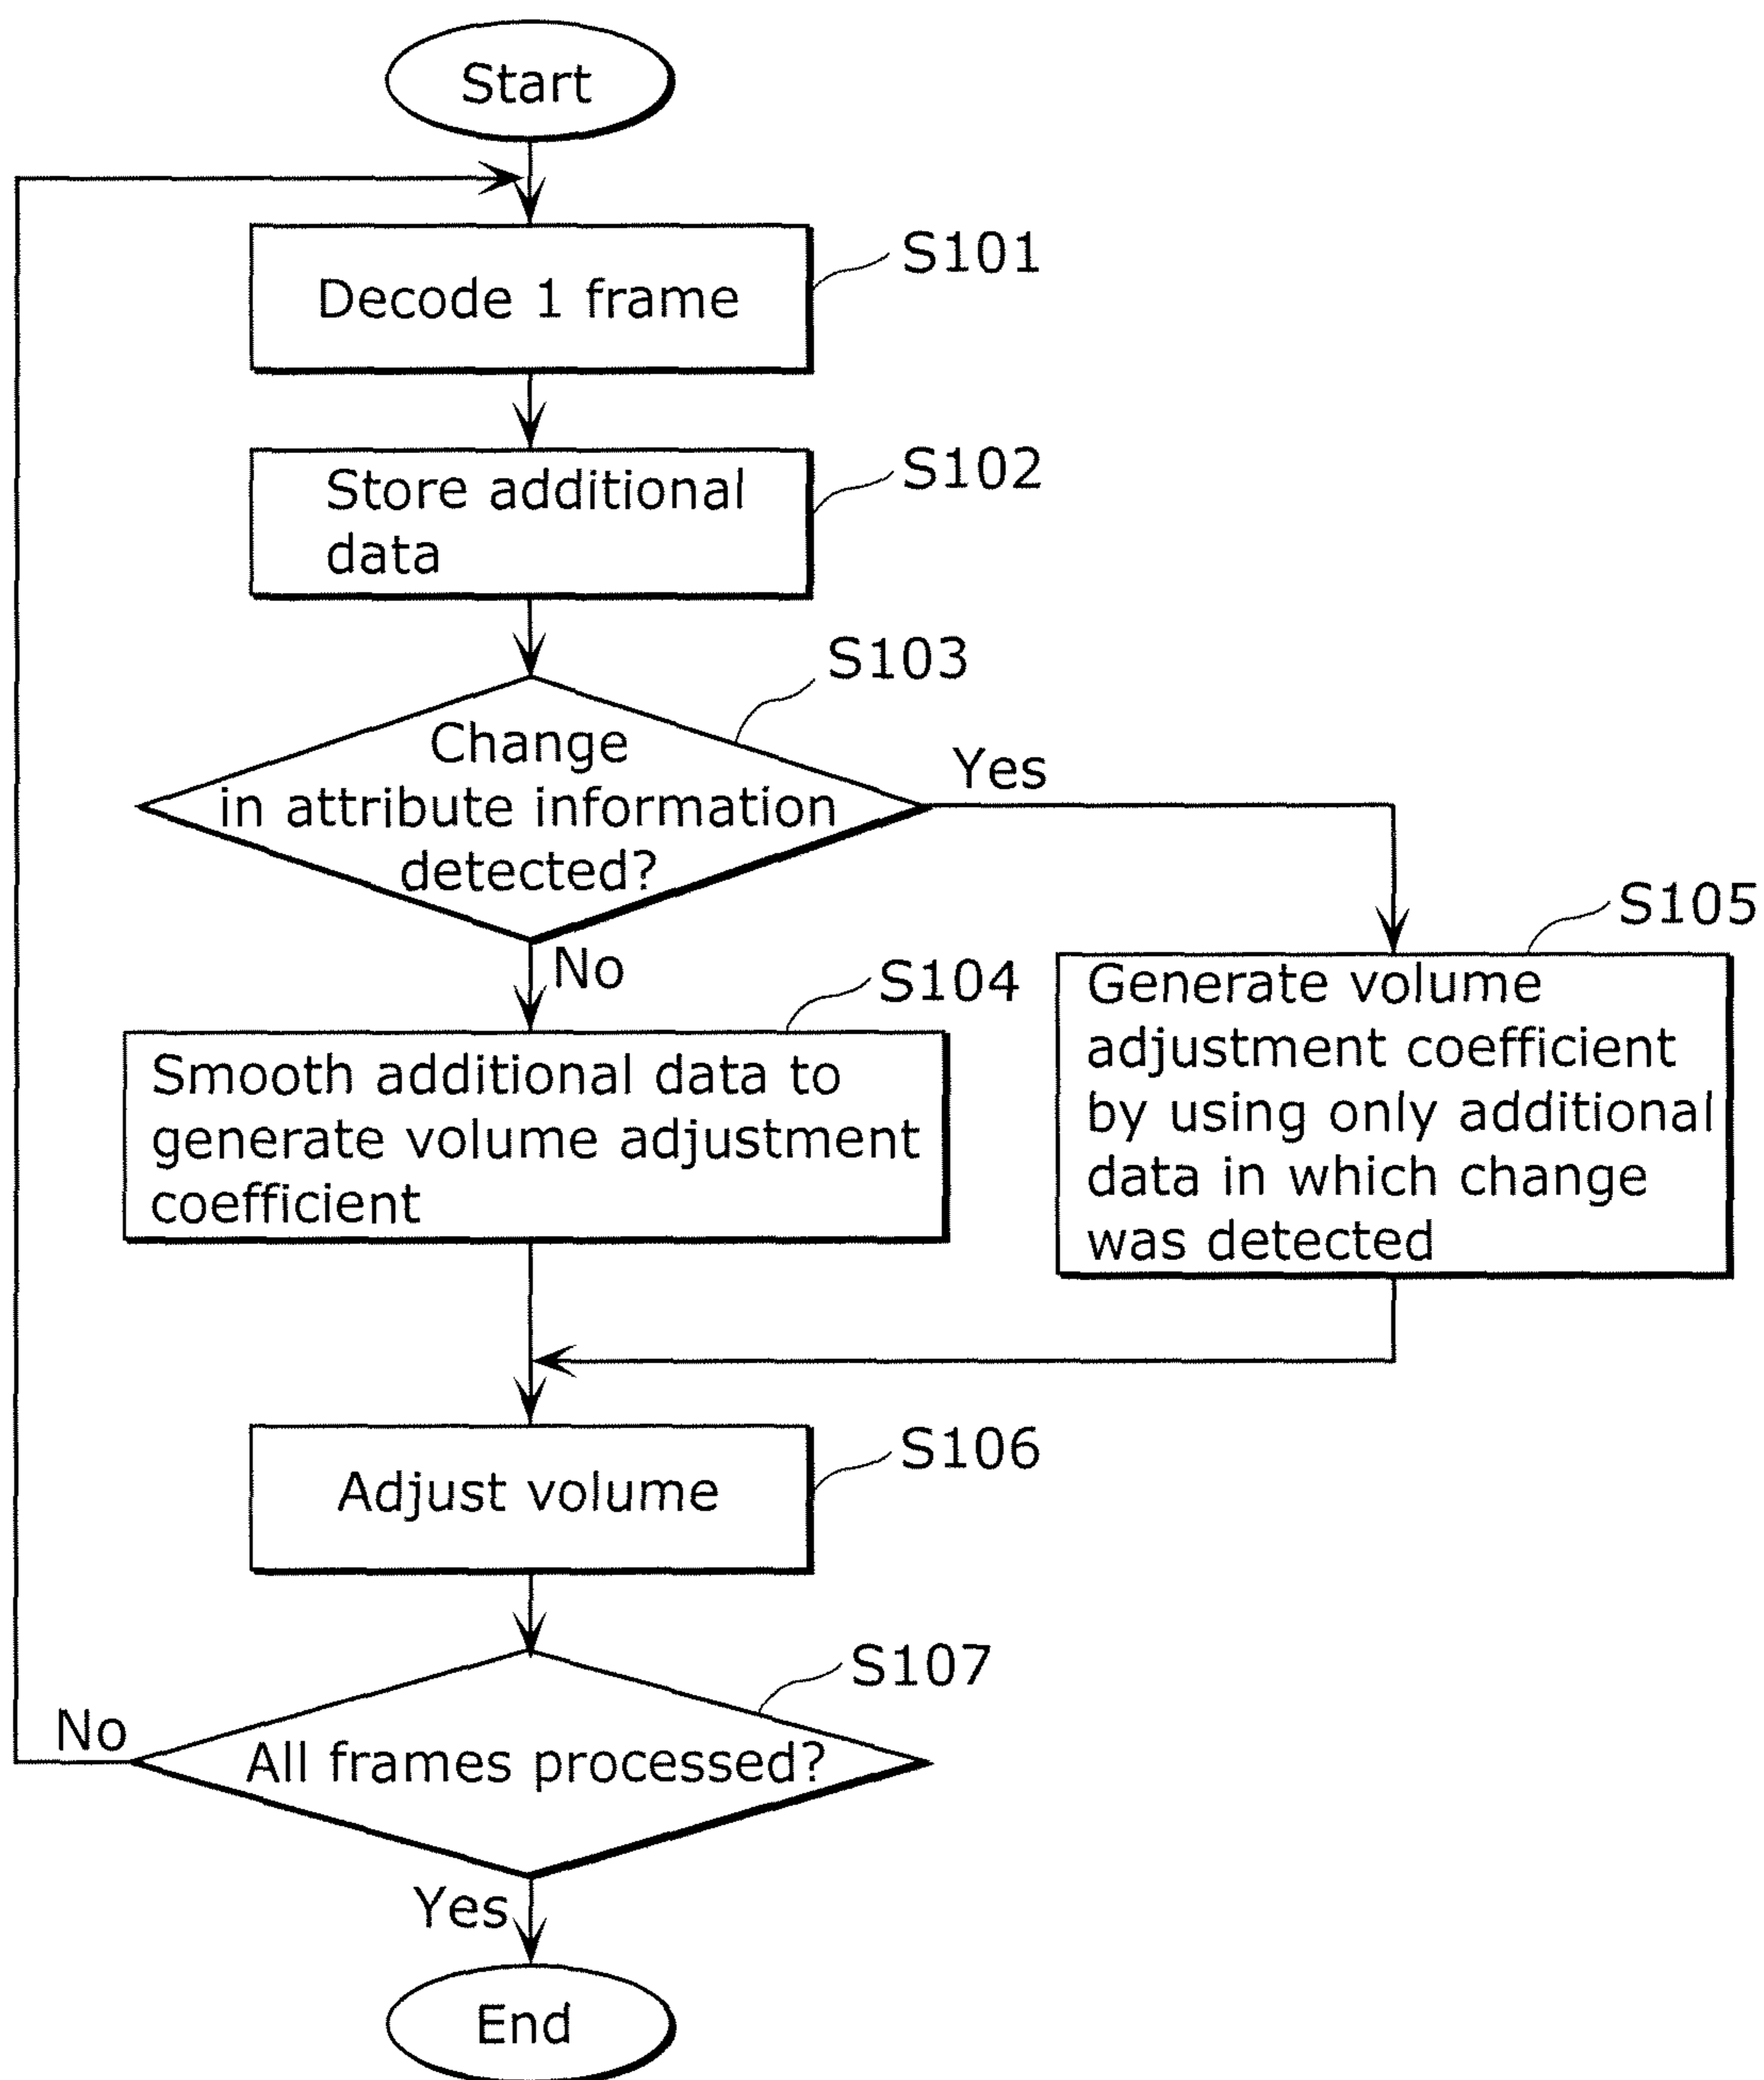 Start
S101
Decode 1 frame
S102
Store additional
data
S103
Change
in attribute information
detected?
Yes
No
S104
Smooth additional data to
generate volume adjustment
coefficient
S105
Generate volume
adjustment coefficient
by using only additional
data in which change
was detected
S106
Adjust volume
S107
No
All frames processed?
Yes
End